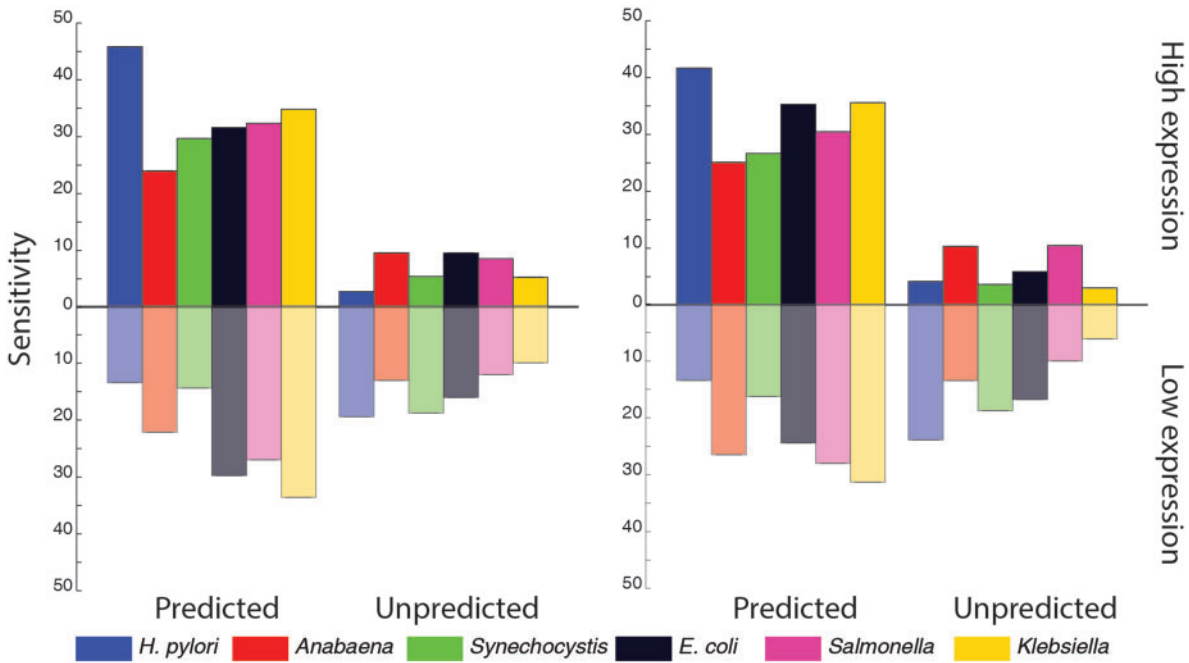 50
40
30
20
10
0
10
20
30
40
50
Sensitivity
Predicted
Unpredicted
50
40
30
20
10
0
10
20
30
40
50
High expression
Low expression
Predicted
Unpredicted
H. pylori
Anabaena
Synechocystis
E. coli
Salmonella
Klebsiella